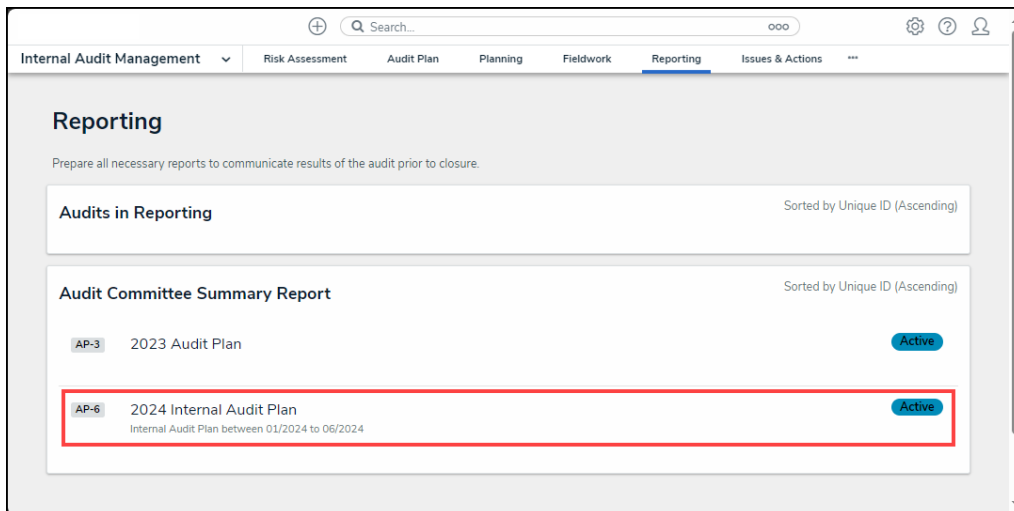 Search...
Internal Audit Management Risk Assessment Audit Plan Planning Fieldwork Reporting Issues & Actions
Reporting
Prepare all necessary reports to communicate results of the audit prior to closure.
Audits in Reporting Sorted by Unique ID (Ascending)
Audit Committee Summary Report Sorted by Unique ID (Ascending)
AP-3 2023 Audit Plan Active
AP-6 2024 Internal Audit Plan Active
Internal Audit Plan between 01/2024 to 06/2024